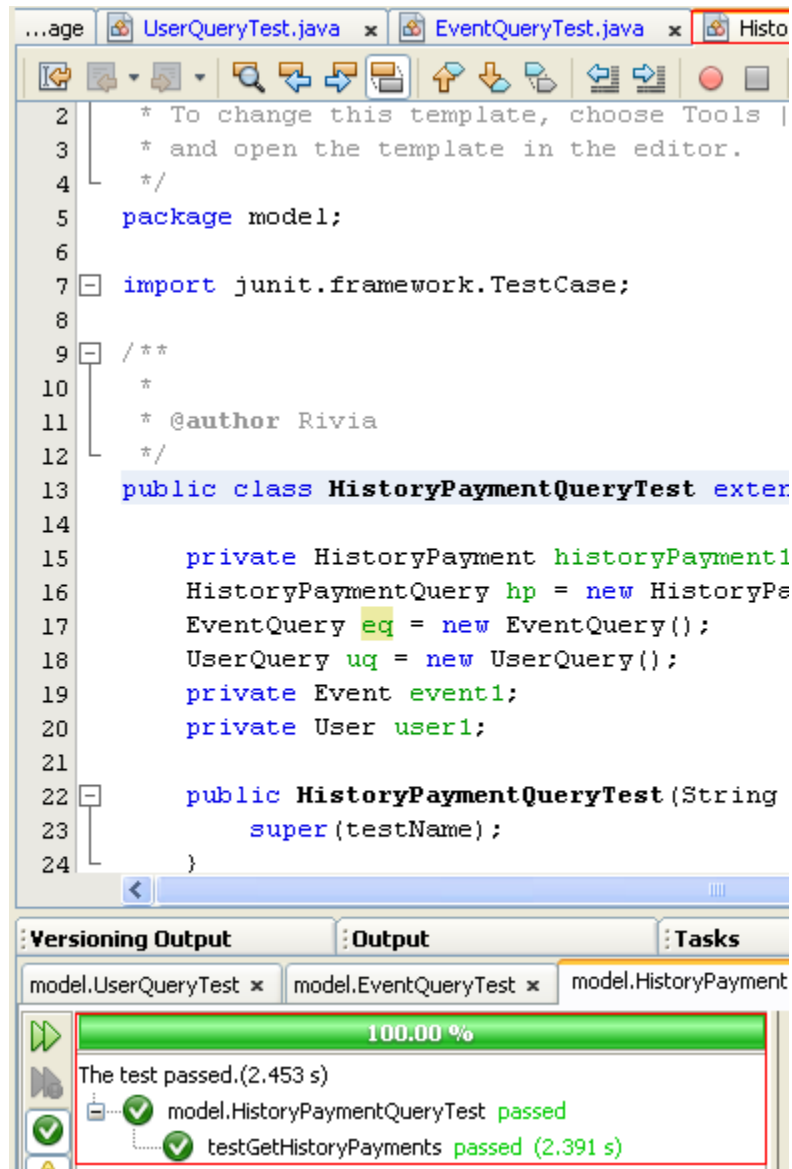 ...age UserQueryTest.java x EventQueryTest.java x Histo
2 * To change this template, choose Tools |
3 * and open the template in the editor.
4 */
5 package model;
6
7 import junit.framework.TestCase;
8
9 /**
10 *
11 * @author Rivia
12 */
13 public class HistoryPaymentQueryTest exten
14
15 private HistoryPayment historyPayment1
16 HistoryPaymentQuery hp = new HistoryPa
17 EventQuery eq = new EventQuery();
18 UserQuery uq = new UserQuery();
19 private Event event1;
20 private User user1;
21
22 public HistoryPaymentQueryTest(String
23 super(testName);
24 }
Versioning Output Output Tasks
model.UserQueryTest x model.EventQueryTest x model.HistoryPayment
100.00 %
The test passed.(2.453 s)
model.HistoryPaymentQueryTest passed
testGetHistoryPayments passed (2.391 s)